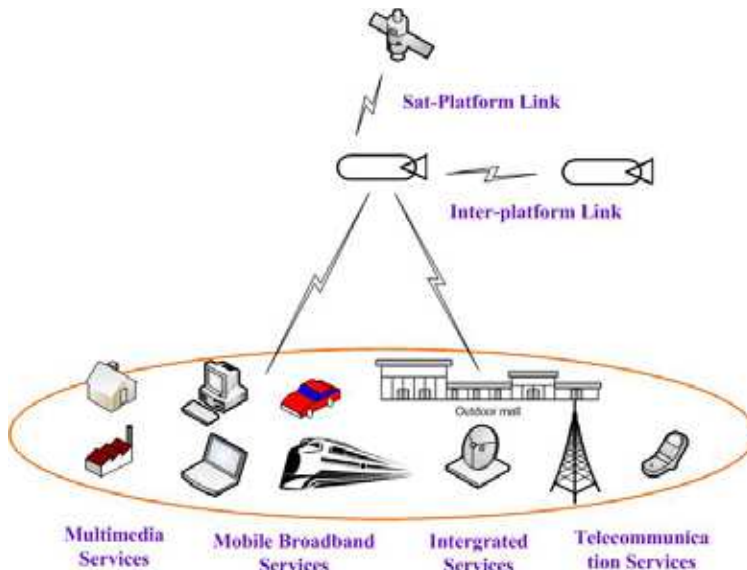 Sat-Platform Link
Inter-platform Link
Outdoor mall
Multimedia
Services
Mobile Broadband
Services
Intergrated
Services
Telecommunica
tion Services